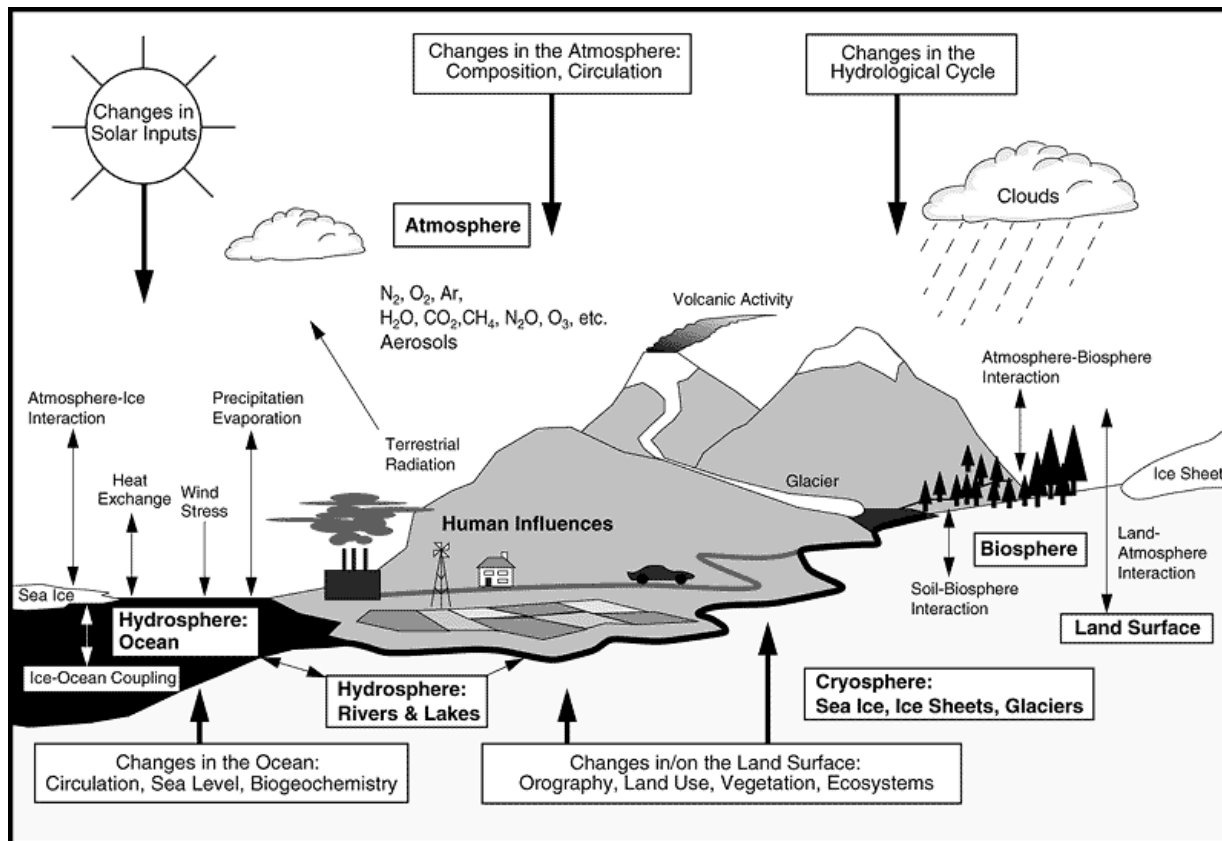 Changes in the Atmosphere:
Composition, Circulation
Changes in the
Hydrological Cycle
Changes in
Solar Inputs
Clouds
Atmosphere
N₂, O₂, Ar,
H₂O, CO₂,CH₄, N₂O, O₃, etc.
Aerosols
Volcanic Activity
Atmosphere-Biosphere
Interaction
Atmosphere-Ice
Interaction
Precipitation
Evaporation
Terrestrial
Radiation
Heat
Exchange
Wind
Stress
Glacier
Ice Sheet
Human Influences
Biosphere
Land-
Atmosphere
Interaction
Soil-Biosphere
Interaction
Sea Ice
Hydrosphere:
Ocean
Land Surface
Ice-Ocean Coupling
Hydrosphere:
Rivers & Lakes
Cryosphere:
Sea Ice, Ice Sheets, Glaciers
Changes in the Ocean:
Circulation, Sea Level, Biogeochemistry
Changes in/on the Land Surface:
Orography, Land Use, Vegetation, Ecosystems